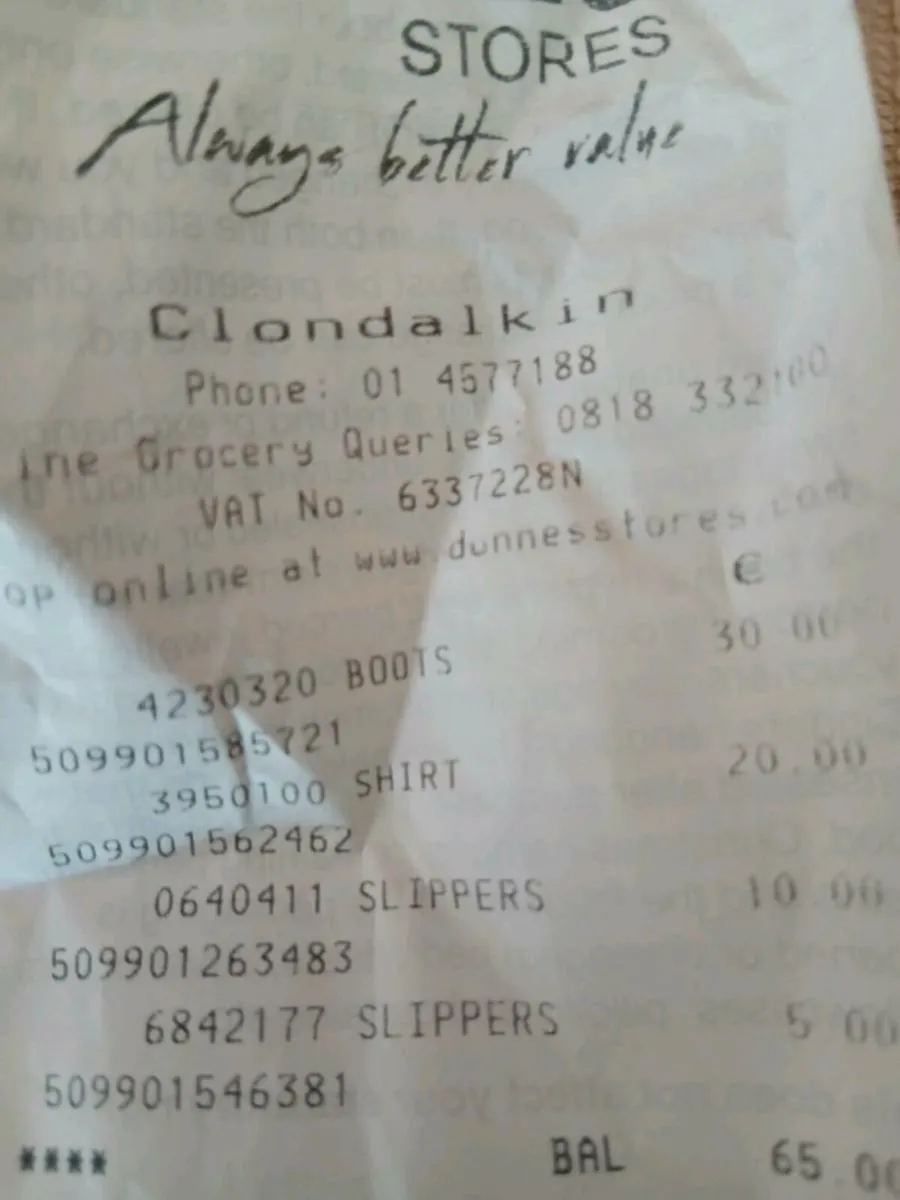 STORES
Always better value
Clondalkin
Phone: 01 4577188
ine Grocery Queries: 0818 332100
VAT No. 6337228N
op online at www.dunnesstores.com
€
4230320 BOOTS 30.00
509901585721
3950100 SHIRT 20.00
509901562462
0640411 SLIPPERS 10.00
509901263483
6842177 SLIPPERS 5.00
509901546381
**** BAL 65.00